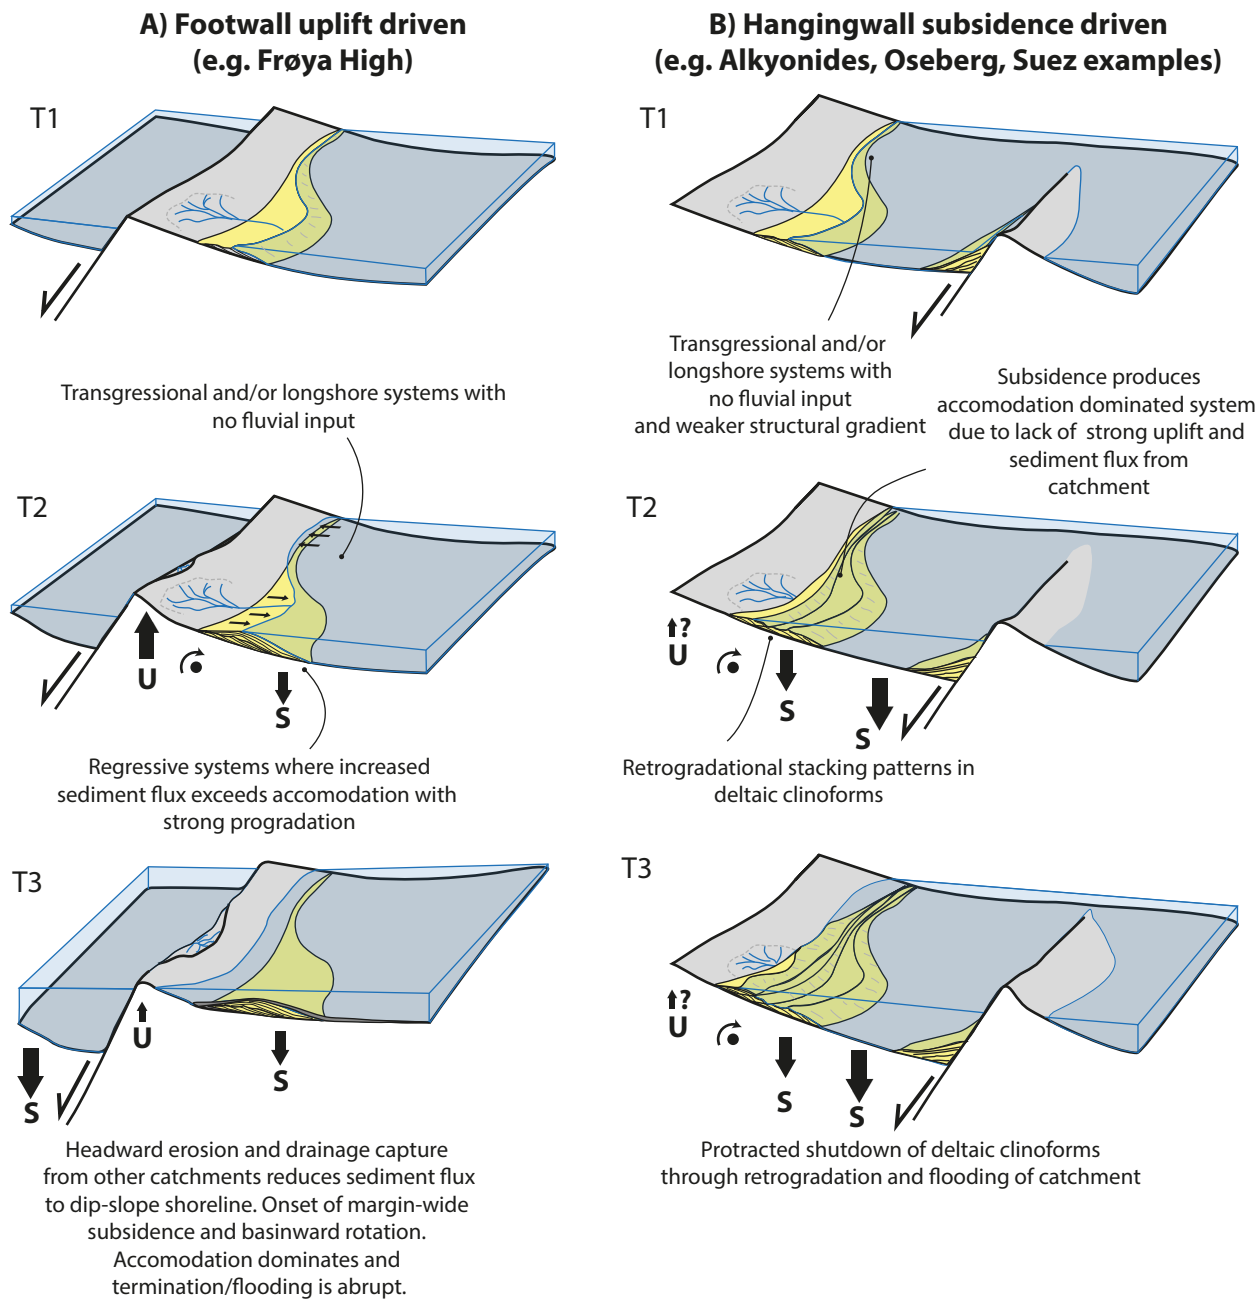 A) Footwall uplift driven
(e.g. Frøya High)
T1
Transgressional and/or longshore systems with
no fluvial input
T2
U
S
Regressive systems where increased
sediment flux exceeds accomodation with
strong progradation
T3
U
S
S
Headward erosion and drainage capture
from other catchments reduces sediment flux
to dip-slope shoreline. Onset of margin-wide
subsidence and basinward rotation.
Accomodation dominates and
termination/flooding is abrupt.
B) Hangingwall subsidence driven
(e.g. Alkyonides, Oseberg, Suez examples)
T1
Transgressional and/or
longshore systems with
no fluvial input
and weaker structural gradient
Subsidence produces
accomodation dominated system
due to lack of strong uplift and
sediment flux from
catchment
T2
?
U
S
S
Retrogradational stacking patterns in
deltaic clinoforms
T3
?
U
S
S
Protracted shutdown of deltaic clinoforms
through retrogradation and flooding of catchment